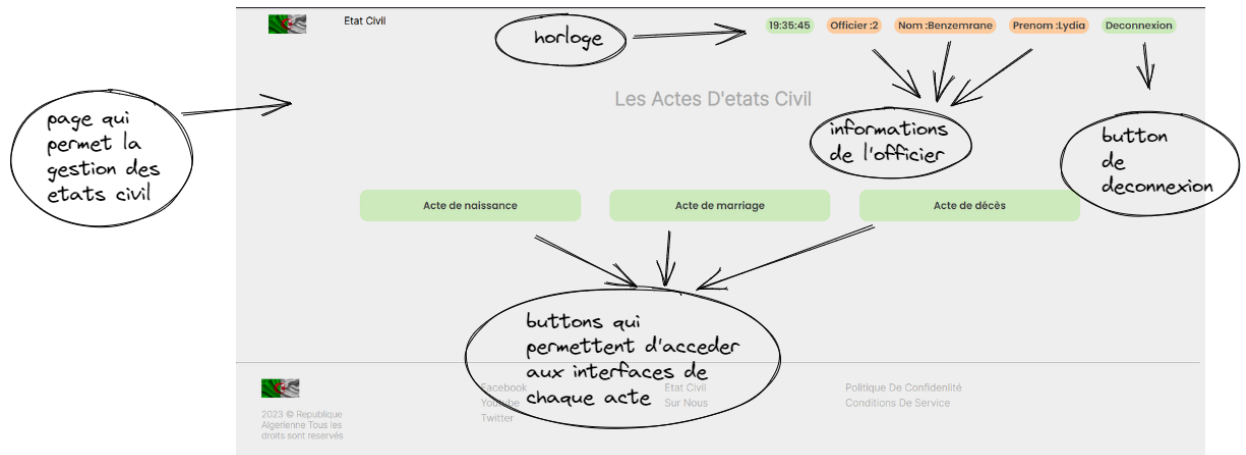 Etat Civil
19:35:45 Officier :2 Nom :Benzemrane Prenom :Lydia Deconnexion
horloge
Les Actes D'etats Civil
page qui
permet la
gestion des
etats civil
informations
de l'officier
button
de
deconnexion
Acte de naissance Acte de marriage Acte de décès
buttons qui
permettent d'acceder
aux interfaces de
chaque acte
Facebook Etat Civil Politique De Confidenlité
Youtube Sur Nous Conditions De Service
Twitter
2023 © Republique
Algerienne Tous les
droits sont reservés